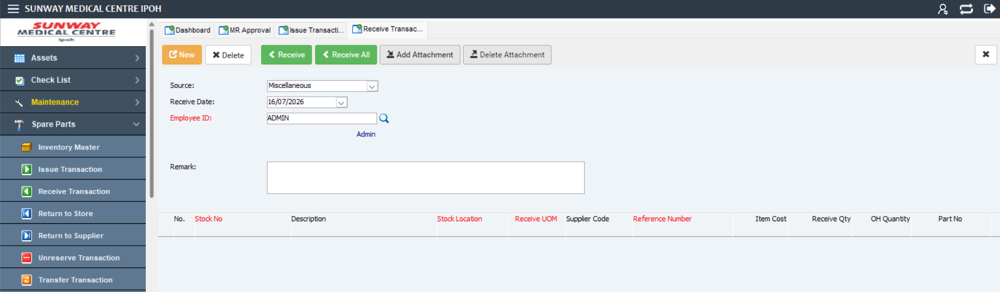 SUNWAY MEDICAL CENTRE IPOH
SUNWAY
MEDICAL CENTRE
Ipoh
Assets
Check List
Maintenance
Spare Parts
Inventory Master
Issue Transaction
Receive Transaction
Return to Store
Return to Supplier
Unreserve Transaction
Transfer Transaction
Dashboard MR Approval Issue Transacti... Receive Transac...
New Delete Receive Receive All Add Attachment Delete Attachment
Source: Miscellaneous
Receive Date: 16/07/2026
Employee ID: ADMIN
Admin
Remark:
No. Stock No Description Stock Location Receive UOM Supplier Code Reference Number Item Cost Receive Qty OH Quantity Part No